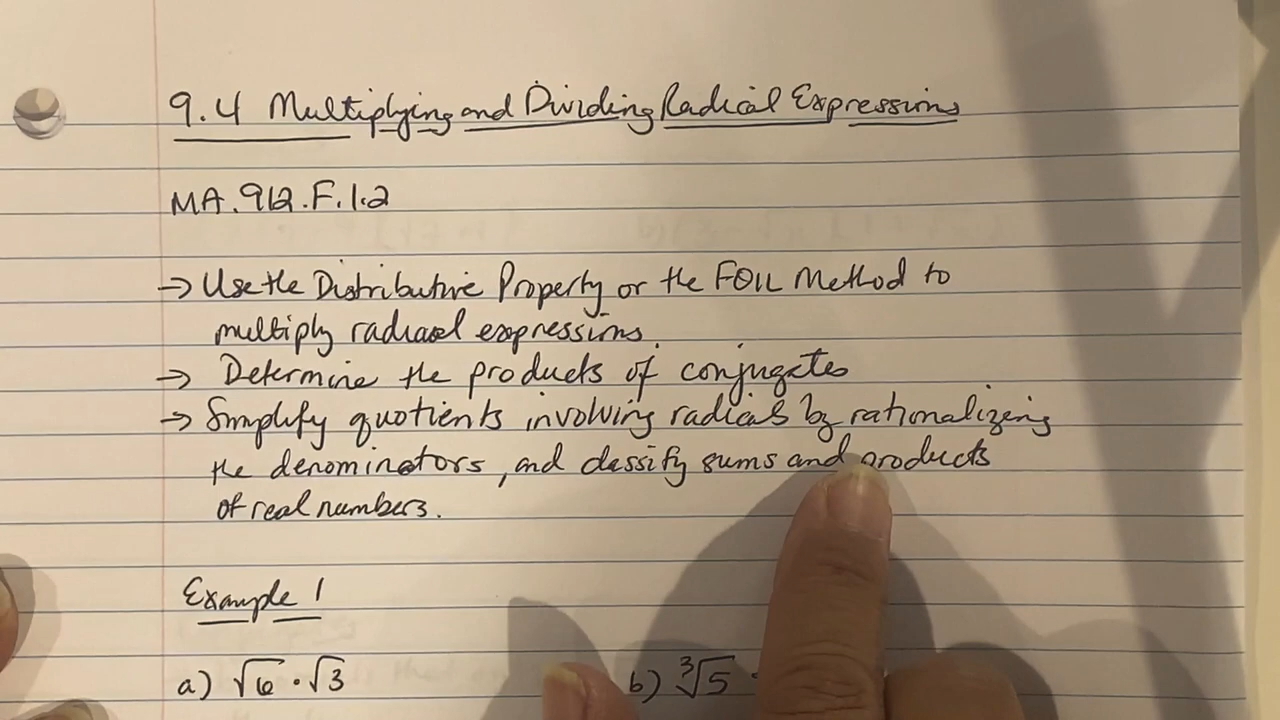 9.4 Multiplying and Dividing Radical Expressions
MA.912.F.1.2
→ Use the Distributive Property or the FOIL Method to
multiply radical expressions.
→ Determine the products of conjugates
→ Simplify quotients involving radicals by rationalizing
the denominators, and classify sums and products
of real numbers.
Example 1
a) √6 · √3 b) ∛5 ·